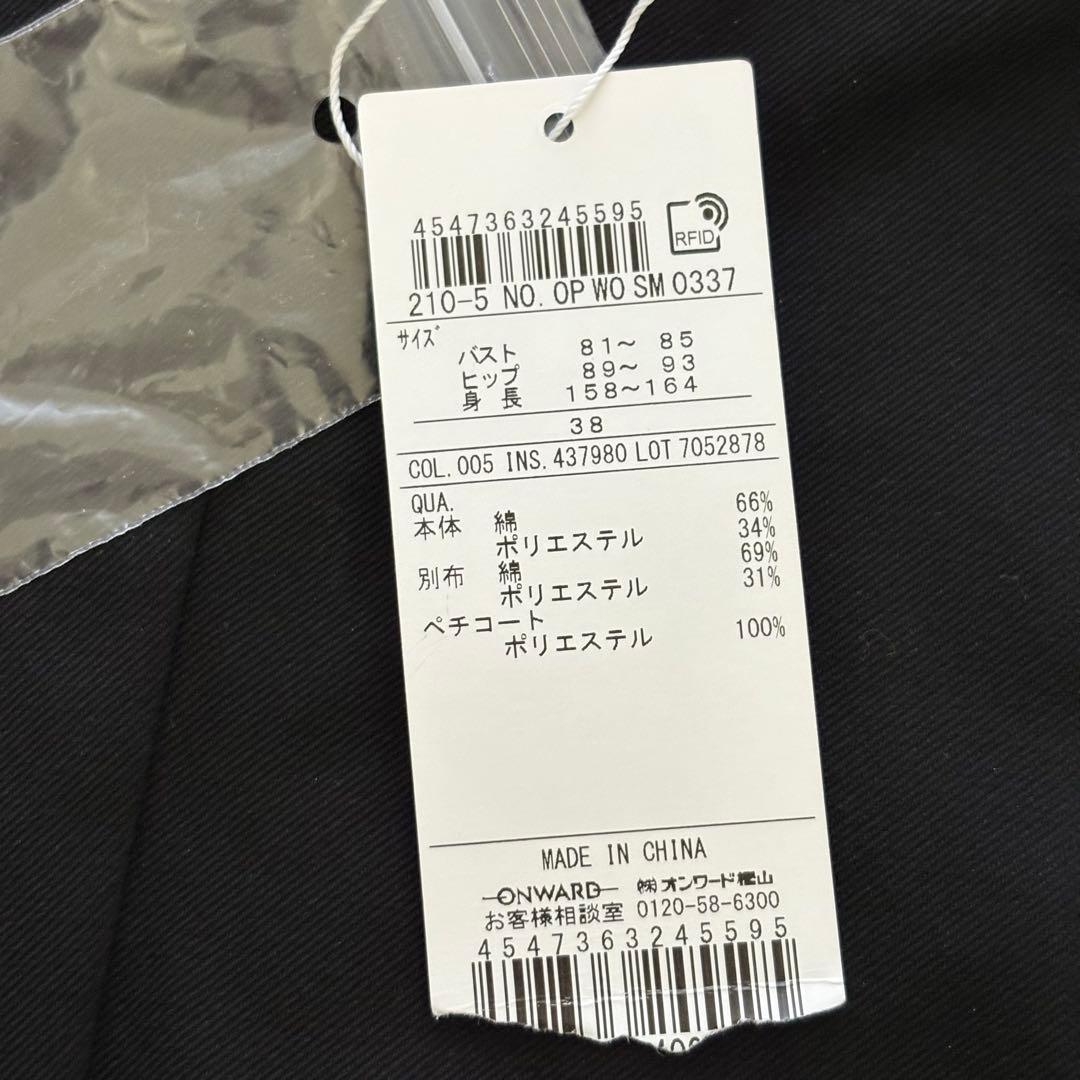 4547363245595
RFID
210-5 NO. OP WO SM 0337
サイズ
バスト 81～ 85
ヒップ 89～ 93
身長 158～164
38
COL. 005 INS. 437980 LOT 7052878
QUA.
本体 綿 66%
ポリエステル 34%
別布 綿 69%
ポリエステル 31%
ペチコート
ポリエステル 100%
MADE IN CHINA
ONWARD ㈱オンワード樫山
お客様相談室 0120-58-6300
4547363245595